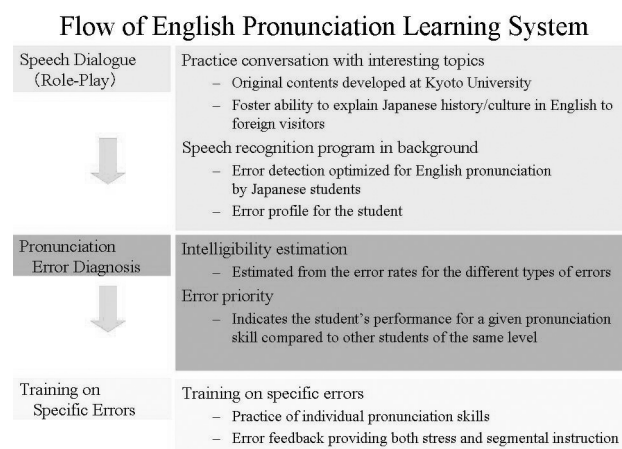 Flow of English Pronunciation Learning System
Speech Dialogue
（Role-Play）
Practice conversation with interesting topics
– Original contents developed at Kyoto University
– Foster ability to explain Japanese history/culture in English to
foreign visitors
Speech recognition program in background
– Error detection optimized for English pronunciation
by Japanese students
– Error profile for the student
Pronunciation
Error Diagnosis
Intelligibility estimation
– Estimated from the error rates for the different types of errors
Error priority
– Indicates the student's performance for a given pronunciation
skill compared to other students of the same level
Training on
Specific Errors
Training on specific errors
– Practice of individual pronunciation skills
– Error feedback providing both stress and segmental instruction